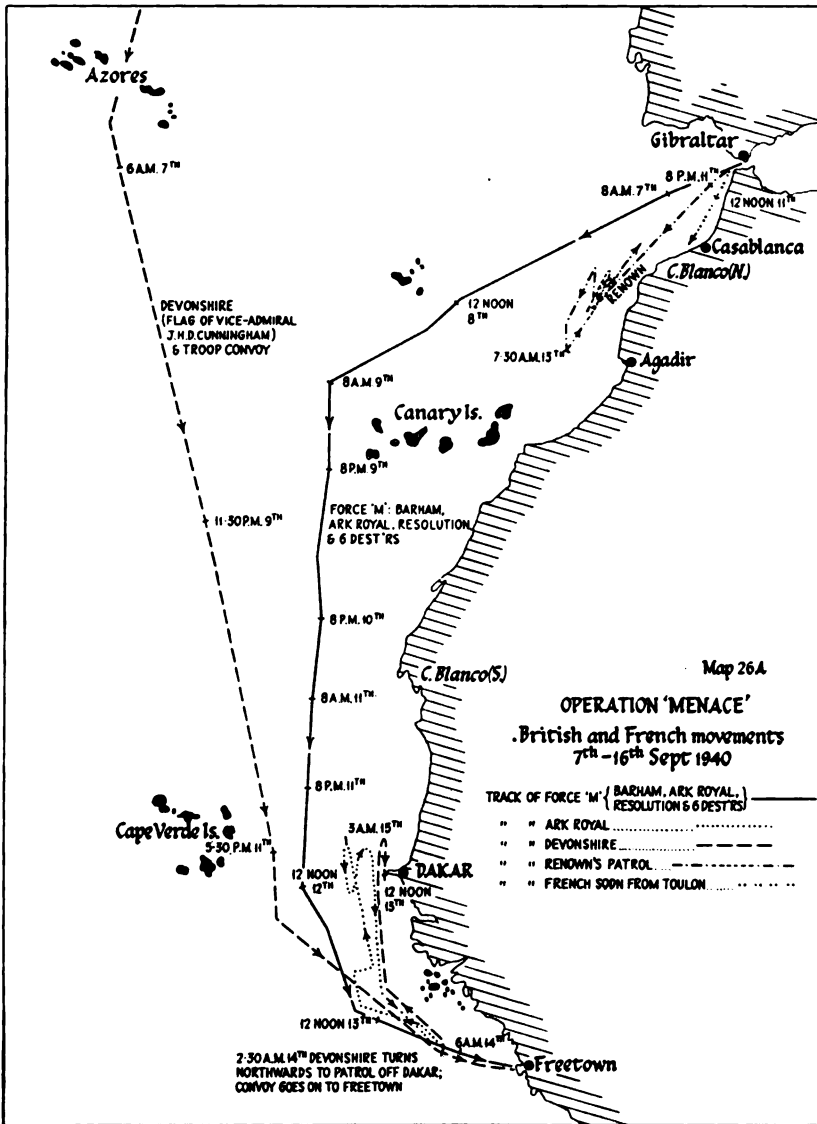 Azores
6 A.M. 7TH
Gibraltar
8 P.M. 11TH
8 A.M. 7TH
12 NOON 11TH
Casablanca
C. Blanco (N.)
RENOWN
12 NOON
8TH
7·30 A.M. 13TH
Agadir
DEVONSHIRE
(FLAG OF VICE-ADMIRAL
J.H.D. CUNNINGHAM)
& TROOP CONVOY
8 A.M. 9TH
Canary Is.
8 P.M. 9TH
11·30 P.M. 9TH
FORCE 'M': BARHAM,
ARK ROYAL, RESOLUTION
& 6 DEST'RS
8 P.M. 10TH
C. Blanco (S.)
8 A.M. 11TH
8 P.M. 11TH
Map 26A
OPERATION 'MENACE'
British and French movements
7th – 16th Sept 1940
TRACK OF FORCE 'M' { BARHAM, ARK ROYAL,
RESOLUTION & 6 DEST'RS }
" " ARK ROYAL
" " DEVONSHIRE
" " RENOWN'S PATROL
" " FRENCH SQDN FROM TOULON
Cape Verde Is.
5·30 P.M. 11TH
3 A.M. 15TH
12 NOON
12TH
DAKAR
12 NOON
15TH
12 NOON 13TH
6 A.M. 14TH
Freetown
2·30 A.M. 14TH DEVONSHIRE TURNS
NORTHWARDS TO PATROL OFF DAKAR;
CONVOY GOES ON TO FREETOWN